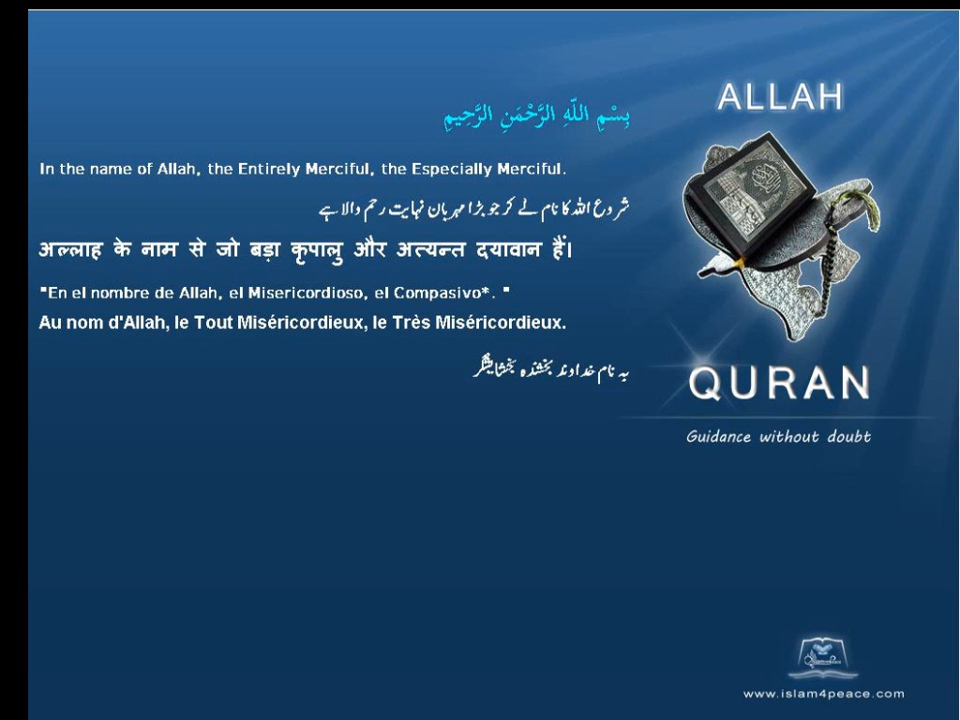 بِسْمِ اللّهِ الرَّحْمَنِ الرَّحِيمِ
In the name of Allah, the Entirely Merciful, the Especially Merciful.
شروع اللہ کا نام لے کر جو بڑا مہربان نہایت رحم والا ہے
अल्लाह के नाम से जो बड़ा कृपालु और अत्यन्त दयावान हैं।
"En el nombre de Allah, el Misericordioso, el Compasivo*. "
Au nom d'Allah, le Tout Miséricordieux, le Très Miséricordieux.
به نام خداوند بخشنده بخشایشگر
ALLAH
QURAN
Guidance without doubt
www.islam4peace.com